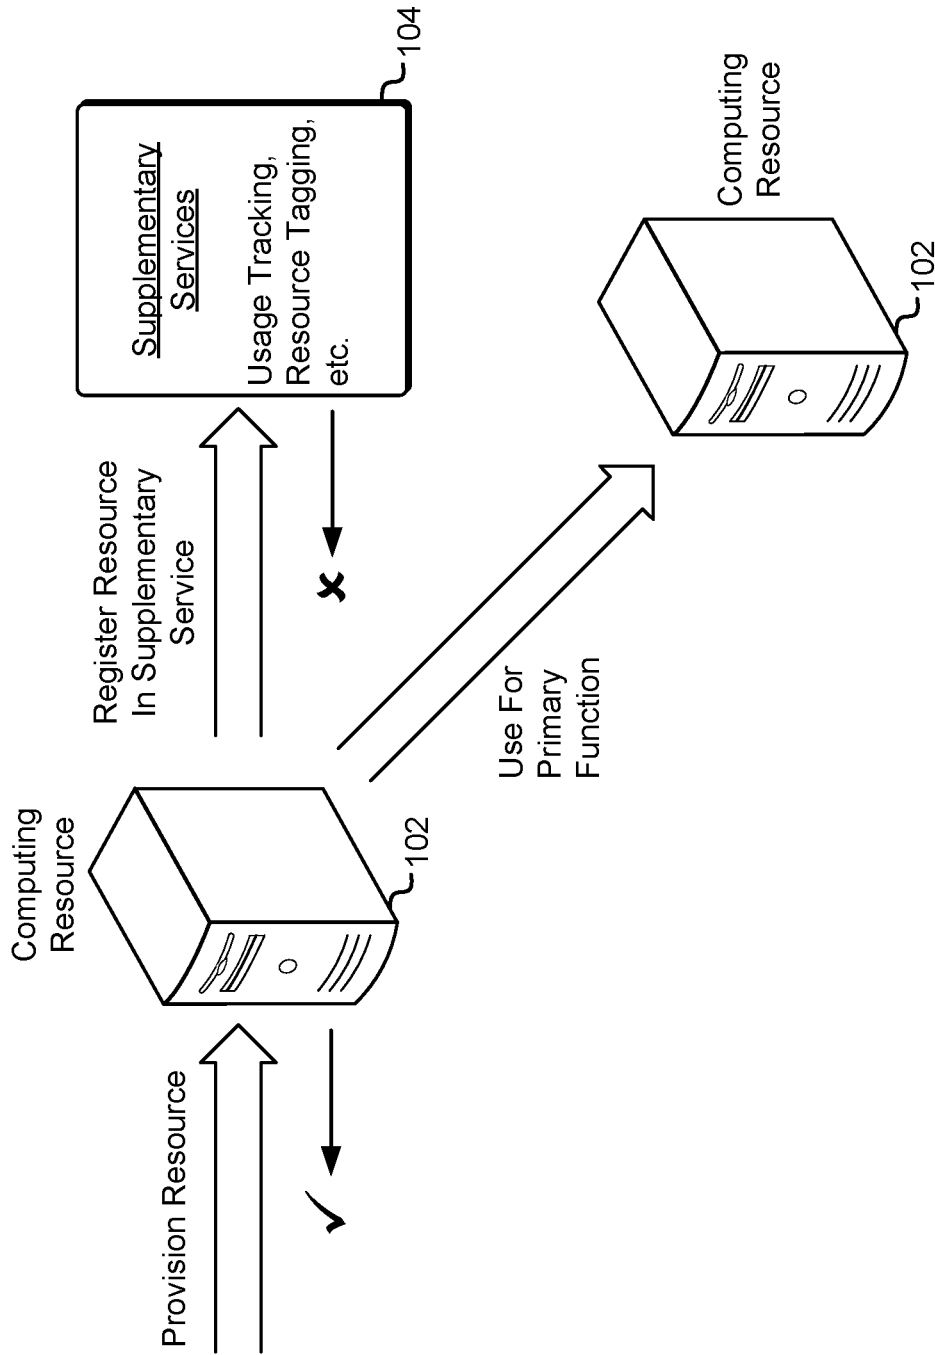 Provision Resource
Computing
Resource
102
Register Resource
In Supplementary
Service
Supplementary
Services
Usage Tracking,
Resource Tagging,
etc.
104
Use For
Primary
Function
Computing
Resource
102